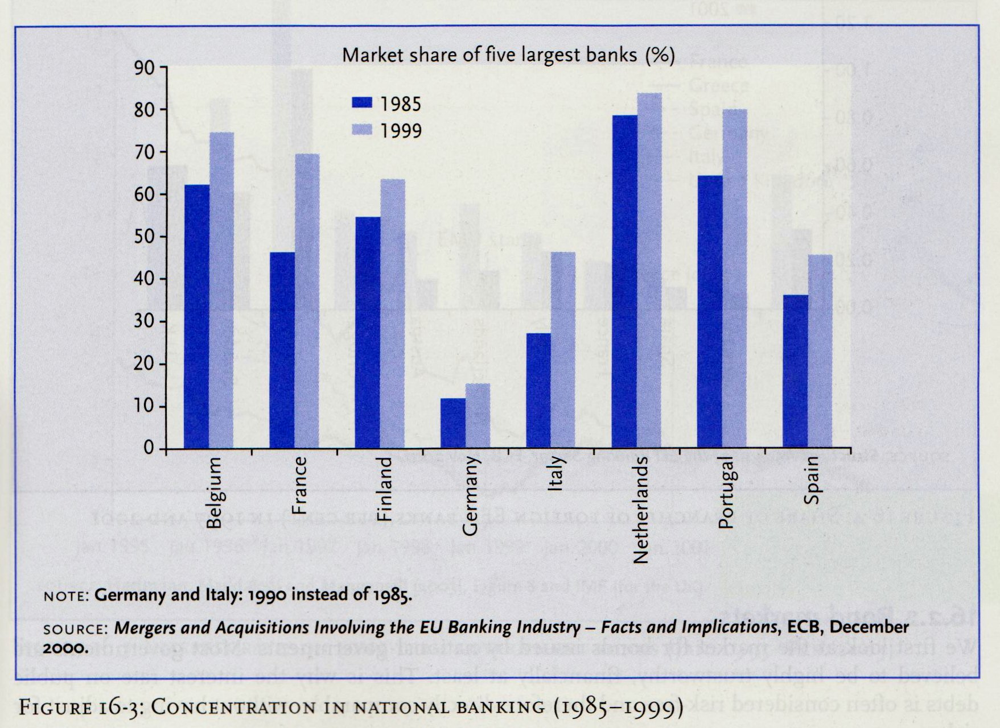 Market share of five largest banks (%)
90
80
70
60
50
40
30
20
10
0
1985
1999
Belgium
France
Finland
Germany
Italy
Netherlands
Portugal
Spain
NOTE: Germany and Italy: 1990 instead of 1985.
SOURCE: Mergers and Acquisitions Involving the EU Banking Industry – Facts and Implications, ECB, December
2000.
FIGURE 16-3: CONCENTRATION IN NATIONAL BANKING (1985–1999)